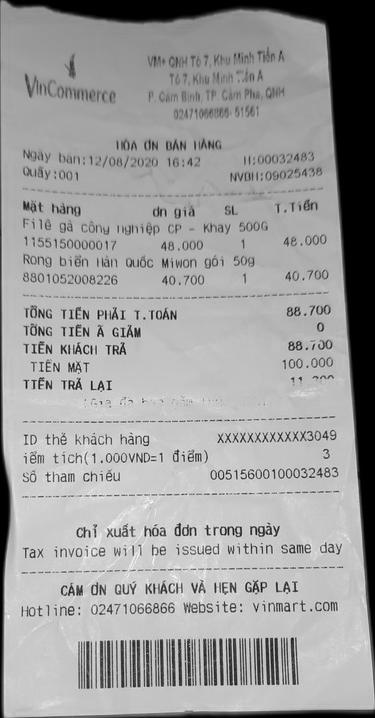 VinCommerce
VM+ QNH Tổ 7, Khu Minh Tiến A
Tổ 7, Khu Minh Tiến A
P. Cẩm Bình, TP. Cẩm Phả, QNH
02471066866-51561
HÓA ĐN BÁN HÀNG
Ngày bán:12/08/2020 16:42 H:00032483
Quầy:001 NVBH:09025438
Mặt hàng đn giá SL T.Tiền
Filê gà công nghiệp CP - Khay 500G
1155150000017 48.000 1 48.000
Rong biển Hàn Quốc Miwon gói 50g
8801052008226 40.700 1 40.700
TỔNG TIỀN PHẢI T.TOÁN 88.700
TỔNG TIỀN Ã GIẢM 0
TIỀN KHÁCH TRẢ 88.700
TIỀN MẶT 100.000
TIỀN TRẢ LẠI
ID thẻ khách hàng XXXXXXXXXXXX3049
iểm tích(1.000VND=1 điểm) 3
Số tham chiếu 00515600100032483
Chỉ xuất hóa đơn trong ngày
Tax invoice will be issued within same day
CẢM ƠN QUÝ KHÁCH VÀ HẸN GẶP LẠI
Hotline: 02471066866 Website: vinmart.com